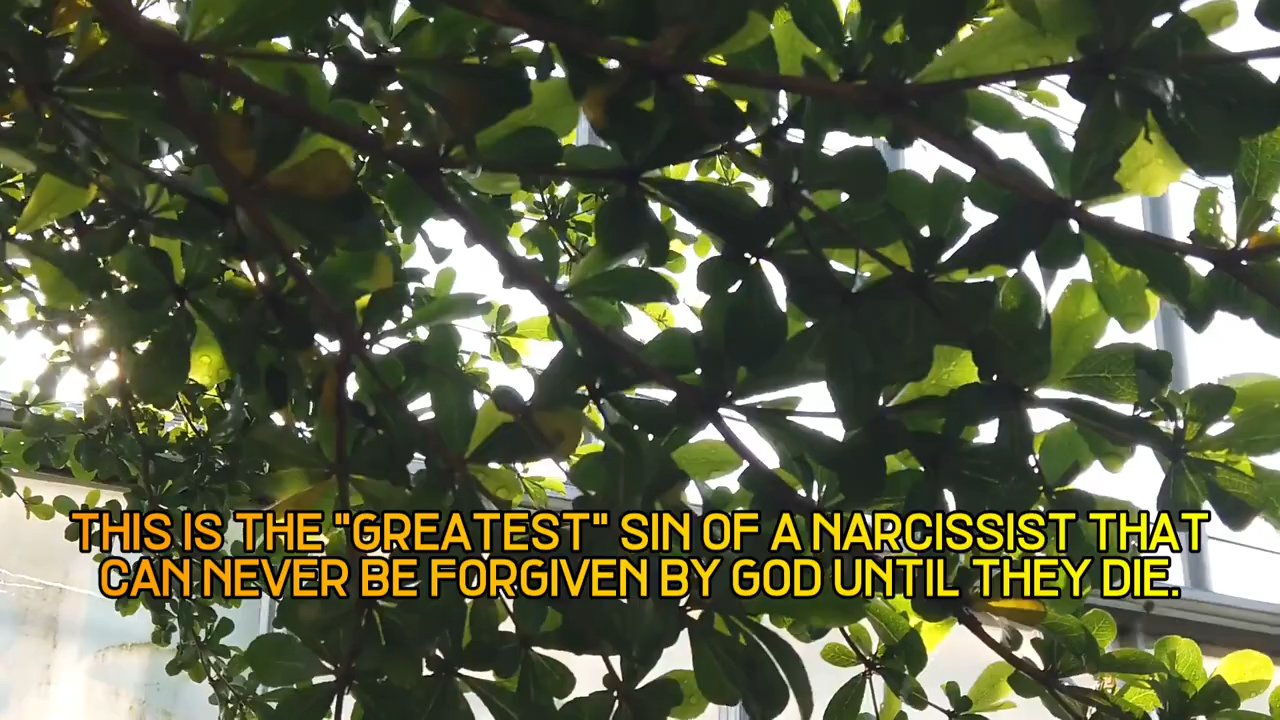 THIS IS THE "GREATEST" SIN OF A NARCISSIST THAT
CAN NEVER BE FORGIVEN BY GOD UNTIL THEY DIE.